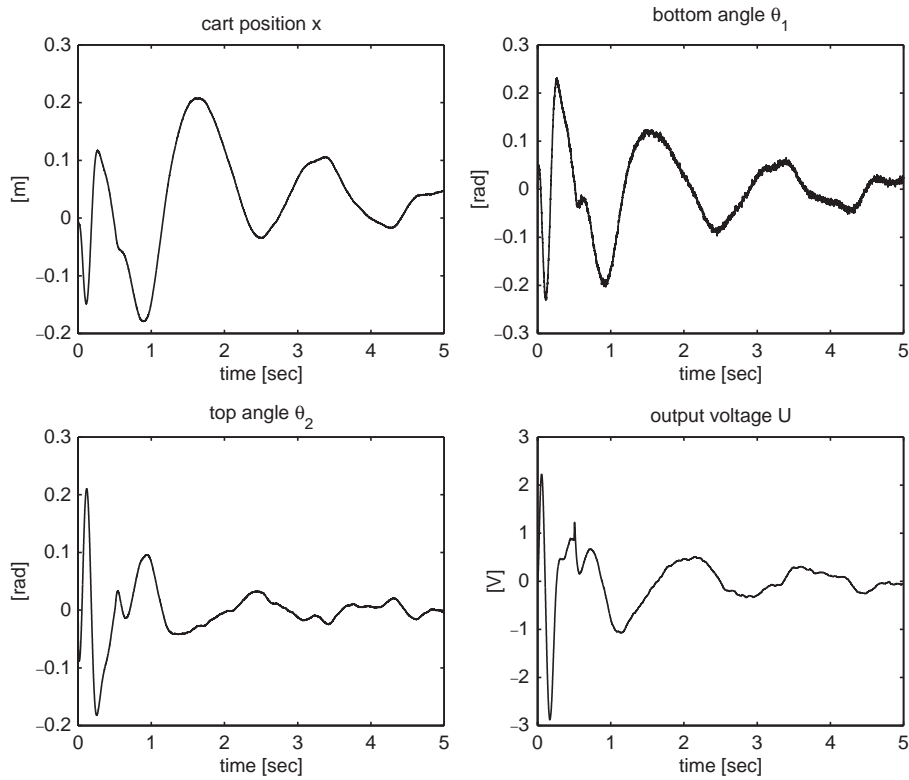 cart position x
0.3
0.2
0.1
0
−0.1
−0.2
[m]
0 1 2 3 4 5
time [sec]
bottom angle θ1
0.3
0.2
0.1
0
−0.1
−0.2
−0.3
[rad]
0 1 2 3 4 5
time [sec]
top angle θ2
0.3
0.2
0.1
0
−0.1
−0.2
[rad]
0 1 2 3 4 5
time [sec]
output voltage U
3
2
1
0
−1
−2
−3
[V]
0 1 2 3 4 5
time [sec]